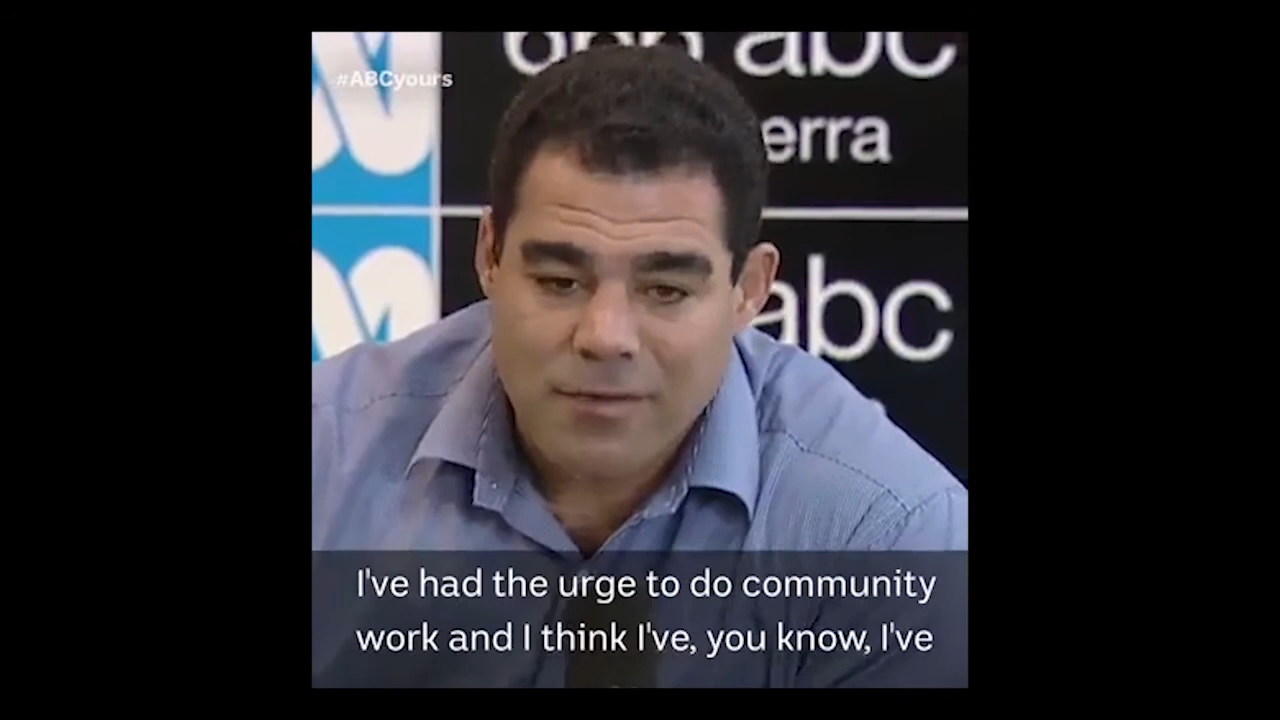 abc
#ABCyours
erra
abc
I've had the urge to do community
work and I think I've, you know, I've